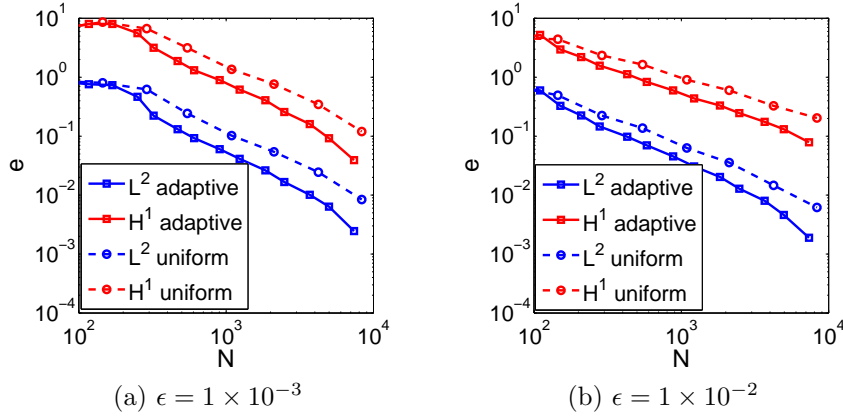 10^1
10^0
10^-1
10^-2
10^-3
10^-4
e
L^2 adaptive
H^1 adaptive
L^2 uniform
H^1 uniform
10^2
10^3
10^4
N
(a) ϵ = 1 × 10^−3
10^1
10^0
10^-1
10^-2
10^-3
10^-4
e
L^2 adaptive
H^1 adaptive
L^2 uniform
H^1 uniform
10^2
10^3
10^4
N
(b) ϵ = 1 × 10^−2